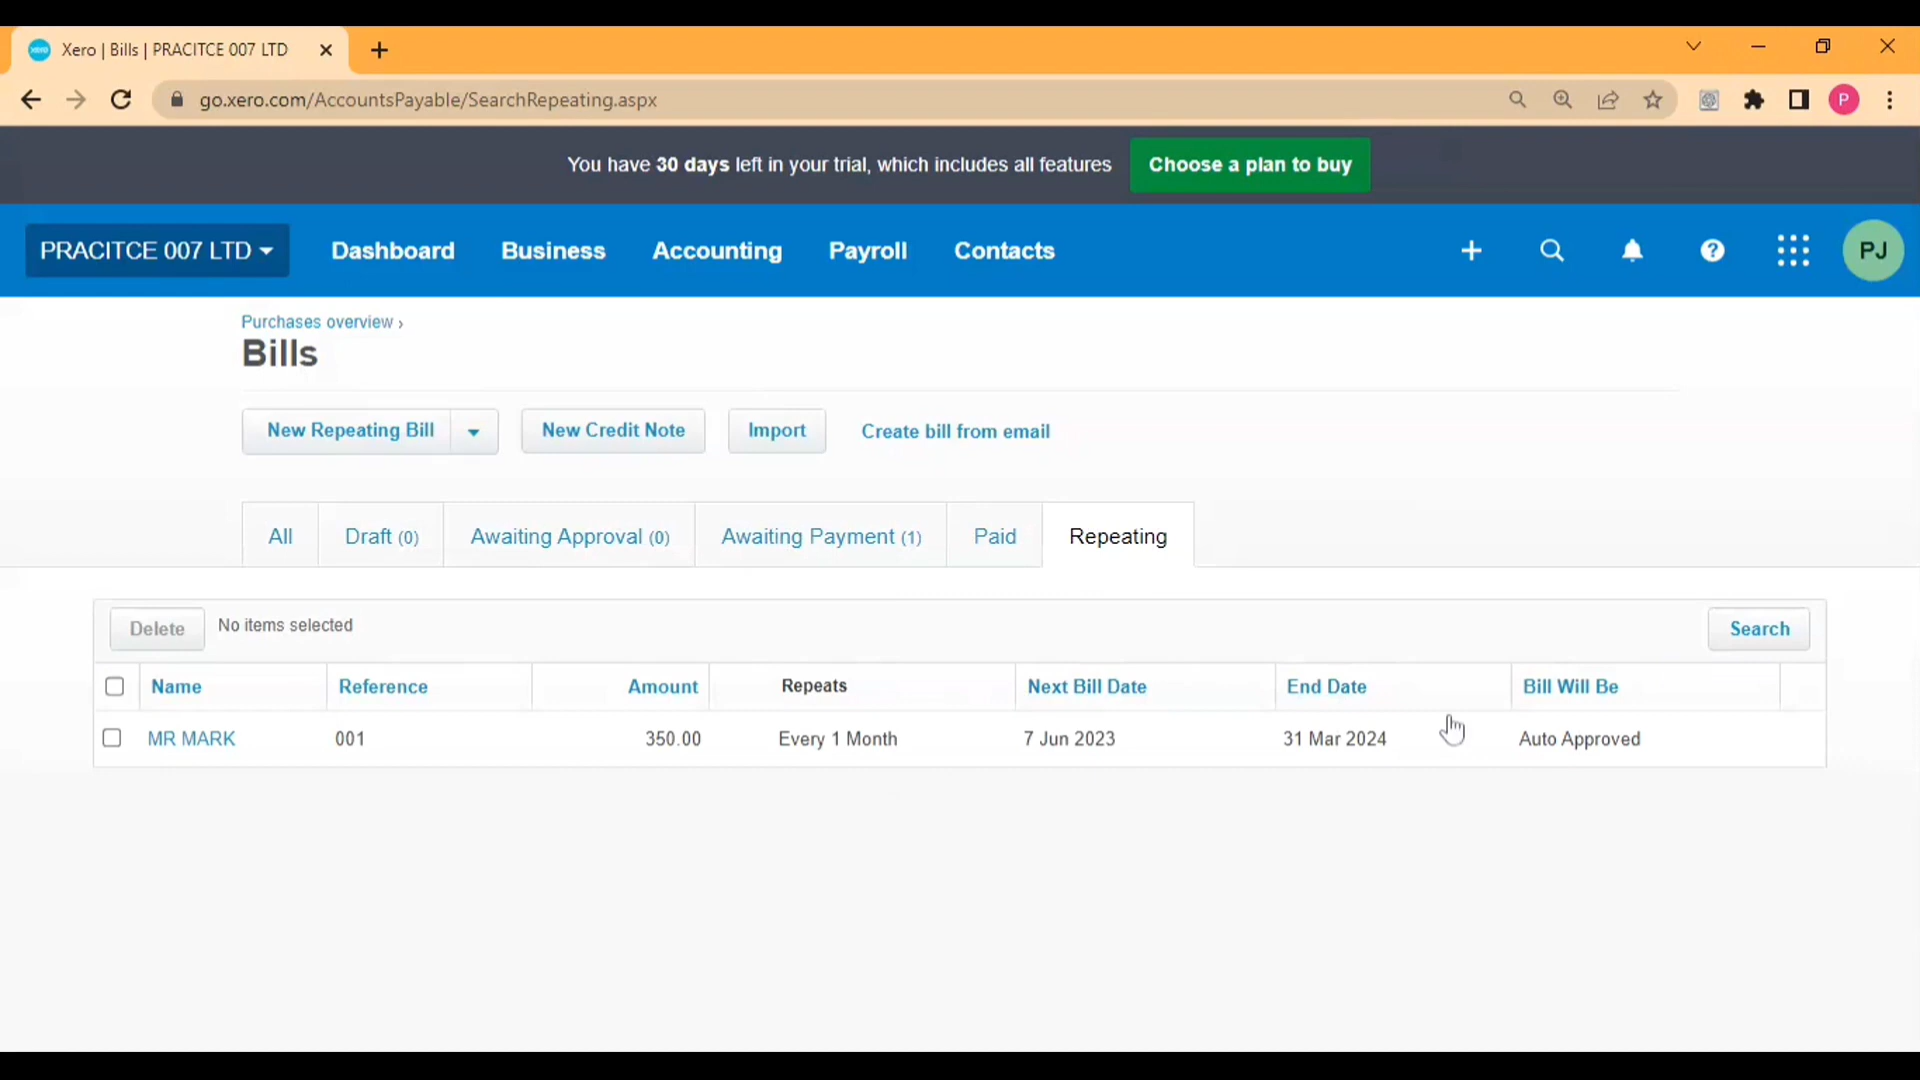 Xero | Bills | PRACITCE 007 LTD
go.xero.com/AccountsPayable/SearchRepeating.aspx
P
You have 30 days left in your trial, which includes all features
Choose a plan to buy
PRACITCE 007 LTD
Dashboard
Business
Accounting
Payroll
Contacts
PJ
Purchases overview ›
Bills
New Repeating Bill
New Credit Note
Import
Create bill from email
All
Draft (0)
Awaiting Approval (0)
Awaiting Payment (1)
Paid
Repeating
Delete
No items selected
Search
Name
Reference
Amount
Repeats
Next Bill Date
End Date
Bill Will Be
MR MARK
001
350.00
Every 1 Month
7 Jun 2023
31 Mar 2024
Auto Approved